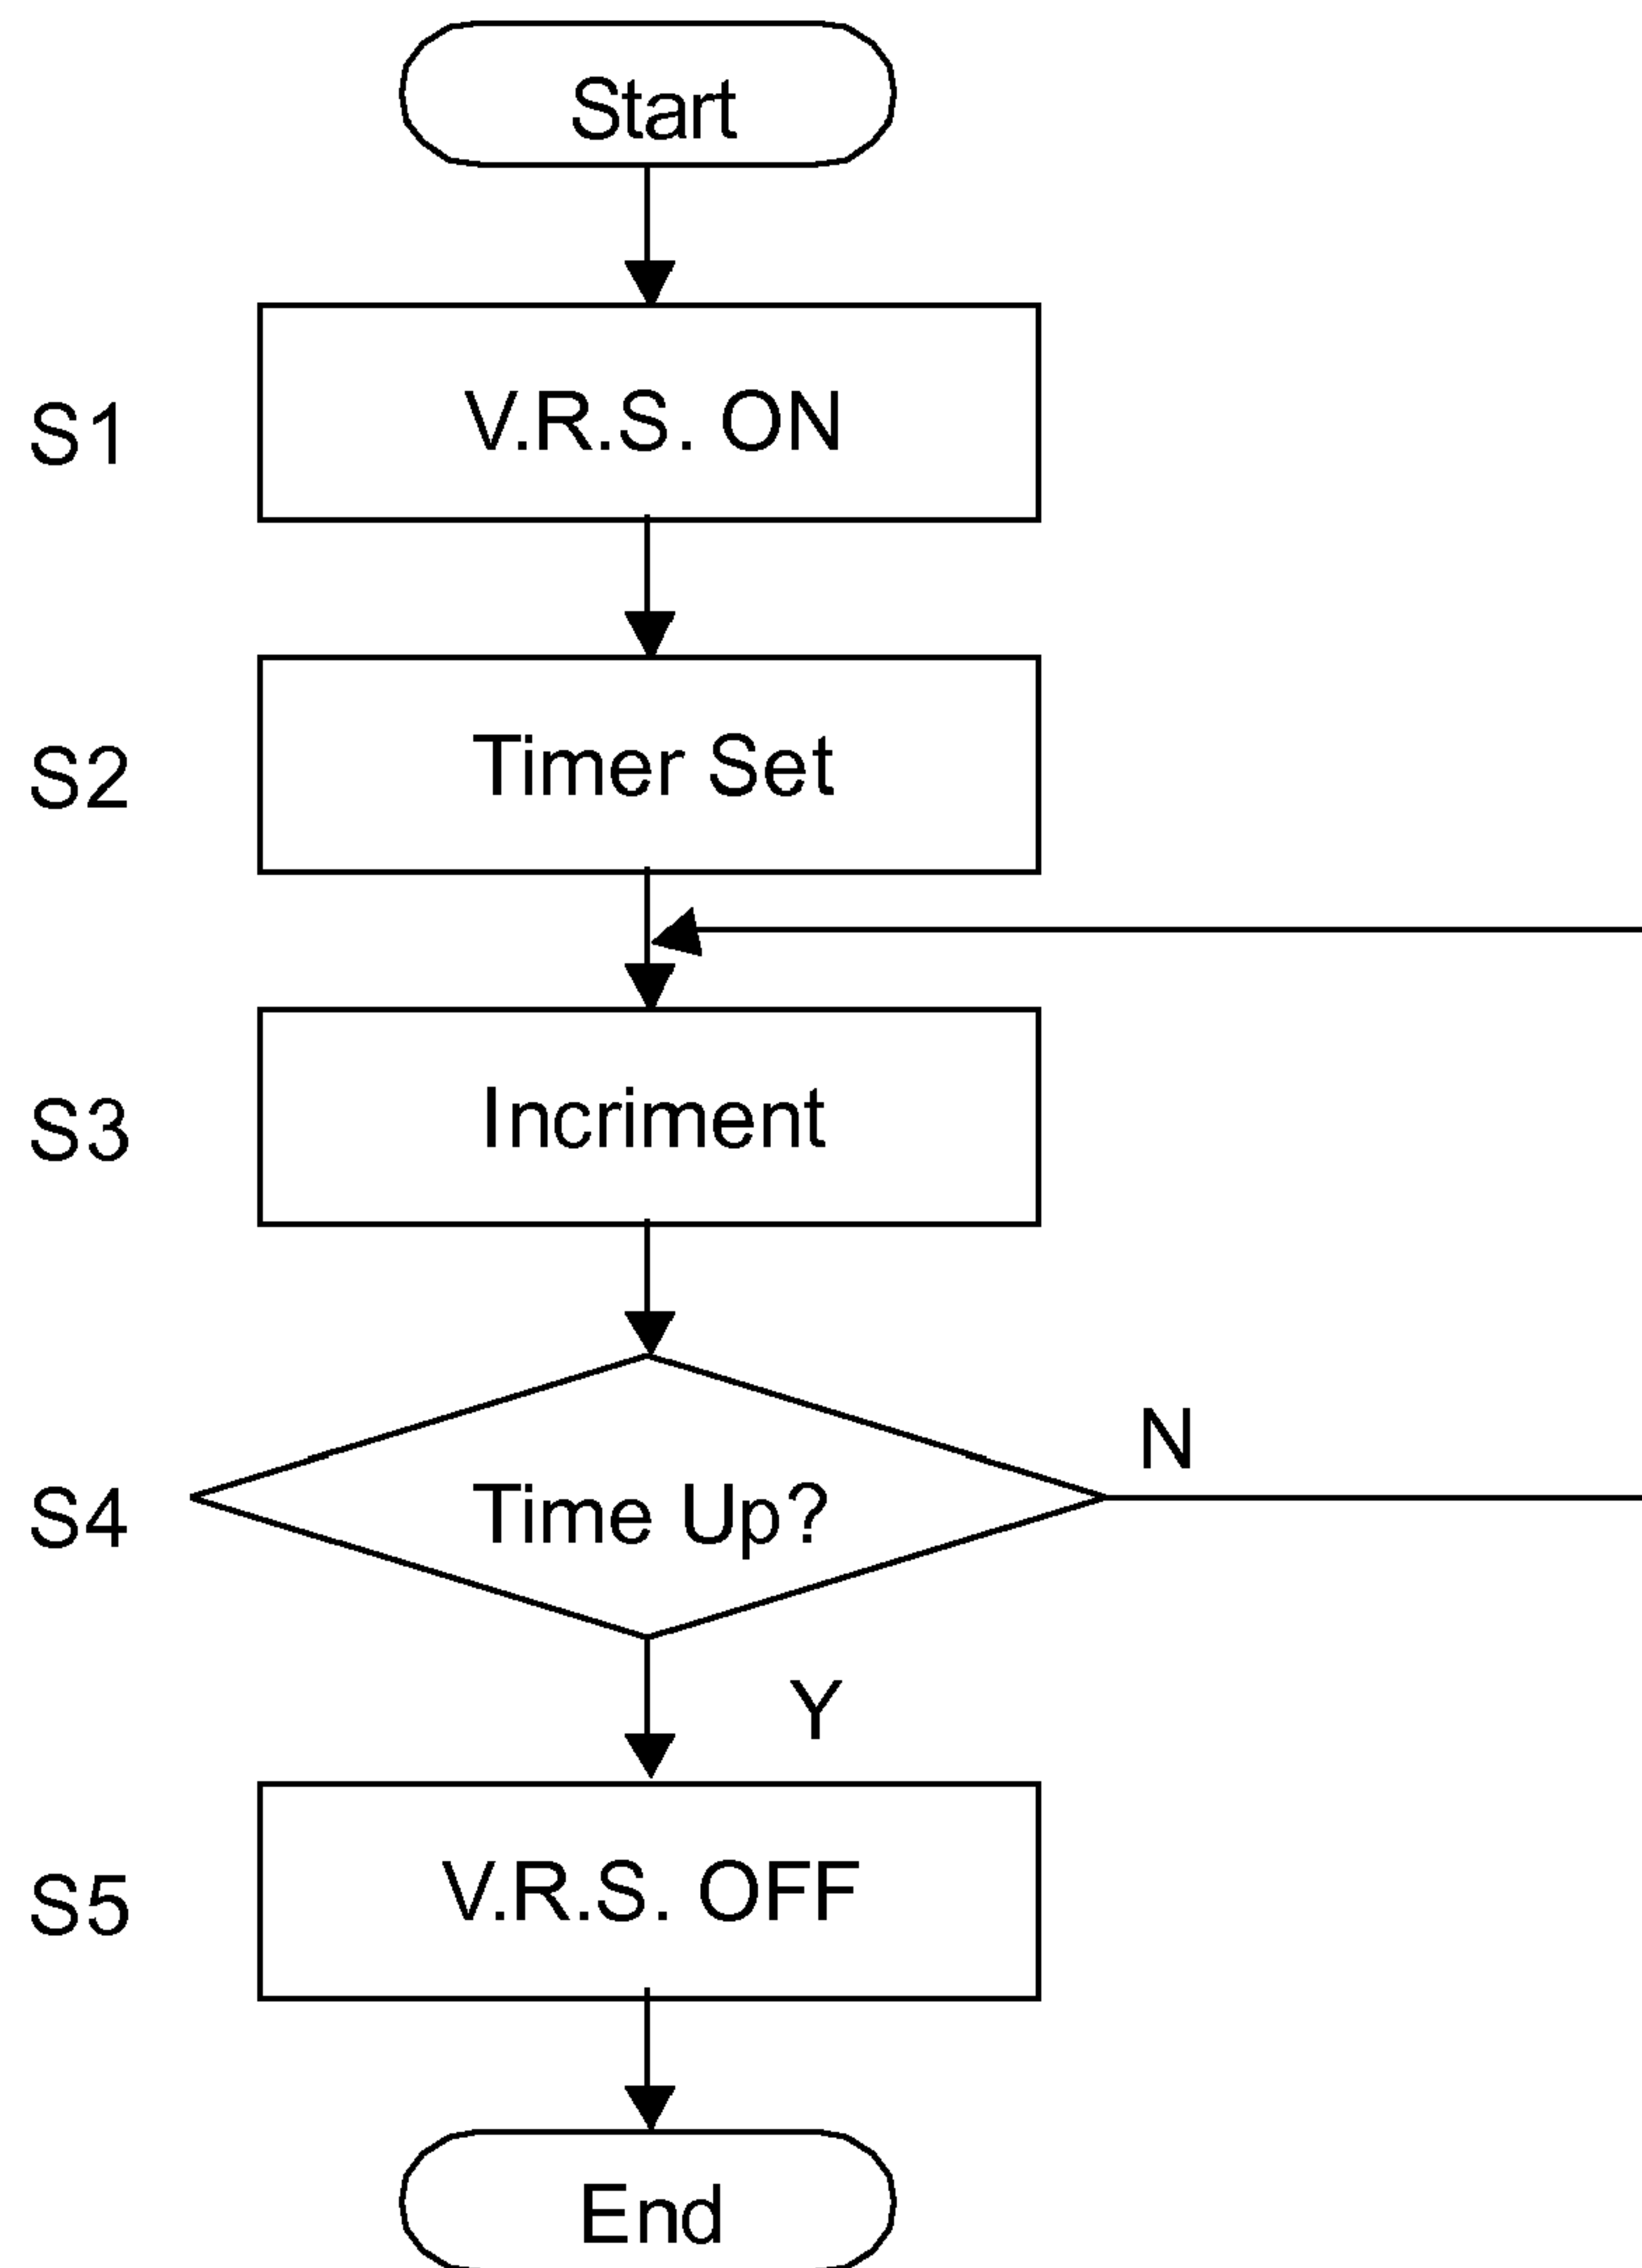 Start
S1
V.R.S. ON
S2
Timer Set
S3
Incriment
S4
Time Up?
N
Y
S5
V.R.S. OFF
End